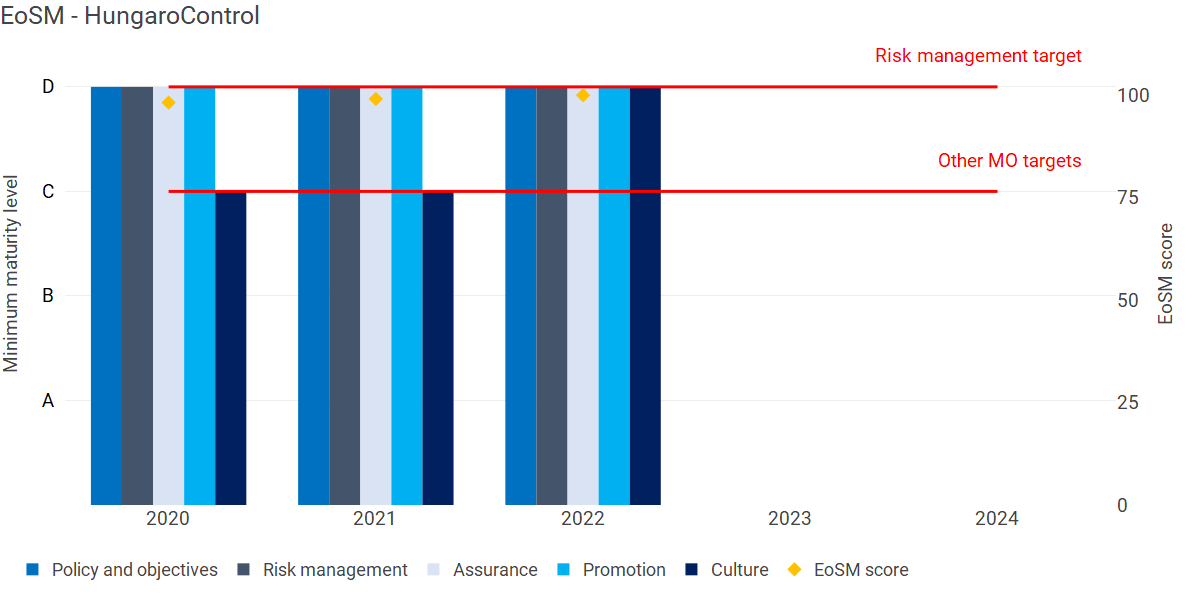 EoSM - HungaroControl
Risk management target
D
100
Other MO targets
C
75
Minimum maturity level
EoSM score
B
50
A
25
0
2020 2021 2022 2023 2024
Policy and objectives Risk management Assurance Promotion Culture EoSM score